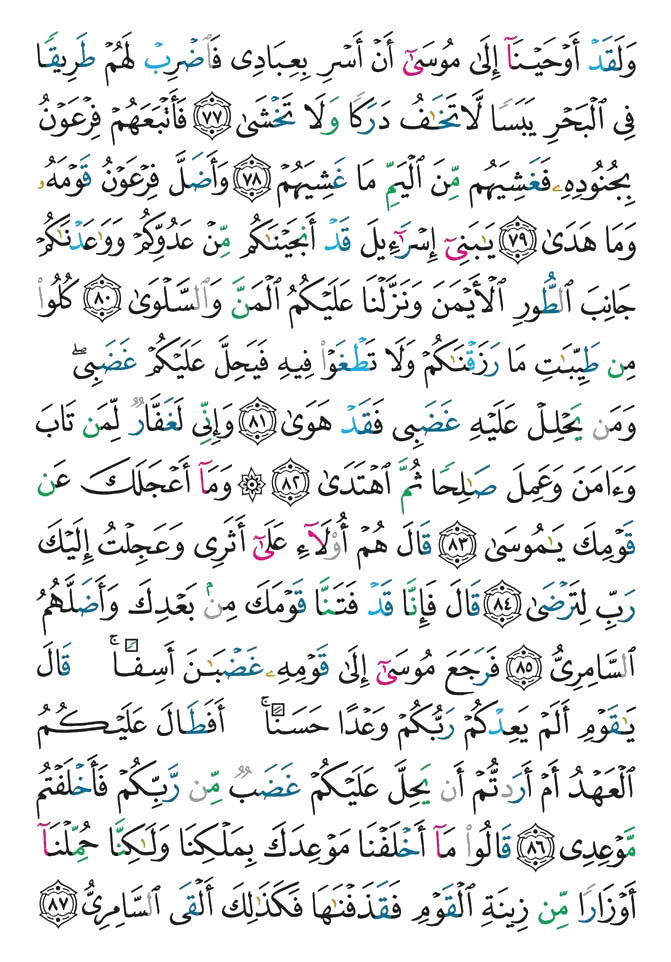 وَلَقَدۡ أَوۡحَيۡنَآ إِلَىٰ مُوسَىٰٓ أَنۡ أَسۡرِ بِعِبَادِي فَٱضۡرِبۡ لَهُمۡ طَرِيقٗا
فِي ٱلۡبَحۡرِ يَبَسٗا لَّا تَخَٰفُ دَرَكٗا وَلَا تَخۡشَىٰ ٧٧ فَأَتۡبَعَهُمۡ فِرۡعَوۡنُ
بِجُنُودِهِۦ فَغَشِيَهُم مِّنَ ٱلۡيَمِّ مَا غَشِيَهُمۡ ٧٨ وَأَضَلَّ فِرۡعَوۡنُ قَوۡمَهُۥ
وَمَا هَدَىٰ ٧٩ يَٰبَنِيٓ إِسۡرَٰٓءِيلَ قَدۡ أَنجَيۡنَٰكُم مِّنۡ عَدُوِّكُمۡ وَوَٰعَدۡنَٰكُمۡ
جَانِبَ ٱلطُّورِ ٱلۡأَيۡمَنَ وَنَزَّلۡنَا عَلَيۡكُمُ ٱلۡمَنَّ وَٱلسَّلۡوَىٰ ٨٠ كُلُواْ
مِن طَيِّبَٰتِ مَا رَزَقۡنَٰكُمۡ وَلَا تَطۡغَوۡاْ فِيهِ فَيَحِلَّ عَلَيۡكُمۡ غَضَبِيۖ
وَمَن يَحۡلِلۡ عَلَيۡهِ غَضَبِي فَقَدۡ هَوَىٰ ٨١ وَإِنِّي لَغَفَّارٞ لِّمَن تَابَ
وَءَامَنَ وَعَمِلَ صَٰلِحٗا ثُمَّ ٱهۡتَدَىٰ ٨٢ ۞ وَمَآ أَعۡجَلَكَ عَن
قَوۡمِكَ يَٰمُوسَىٰ ٨٣ قَالَ هُمۡ أُوْلَآءِ عَلَىٰٓ أَثَرِي وَعَجِلۡتُ إِلَيۡكَ
رَبِّ لِتَرۡضَىٰ ٨٤ قَالَ فَإِنَّا قَدۡ فَتَنَّا قَوۡمَكَ مِنۢ بَعۡدِكَ وَأَضَلَّهُمُ
ٱلسَّامِرِيُّ ٨٥ فَرَجَعَ مُوسَىٰٓ إِلَىٰ قَوۡمِهِۦ غَضۡبَٰنَ أَسِفٗاۚ قَالَ
يَٰقَوۡمِ أَلَمۡ يَعِدۡكُمۡ رَبُّكُمۡ وَعۡدًا حَسَنًاۚ أَفَطَالَ عَلَيۡكُمُ
ٱلۡعَهۡدُ أَمۡ أَرَدتُّمۡ أَن يَحِلَّ عَلَيۡكُمۡ غَضَبٞ مِّن رَّبِّكُمۡ فَأَخۡلَفۡتُم
مَّوۡعِدِي ٨٦ قَالُواْ مَآ أَخۡلَفۡنَا مَوۡعِدَكَ بِمَلۡكِنَا وَلَٰكِنَّا حُمِّلۡنَآ
أَوۡزَارٗا مِّن زِينَةِ ٱلۡقَوۡمِ فَقَذَفۡنَٰهَا فَكَذَٰلِكَ أَلۡقَى ٱلسَّامِرِيُّ ٨٧